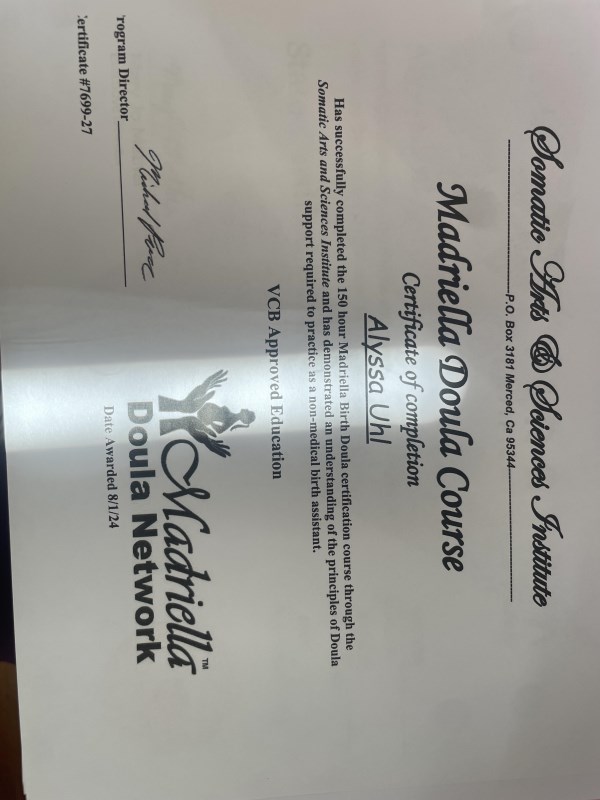 Somatic Arts & Sciences Institute
P.O. Box 3181 Merced, Ca 95344
Madriella Doula Course
Certificate of completion
Alyssa Uhl
Has successfully completed the 150 hour Madriella Birth Doula certification course through the
Somatic Arts and Sciences Institute and has demonstrated an understanding of the principles of Doula
support required to practice as a non-medical birth assistant.
VCB Approved Education
Madriella™
Doula Network
rogram Director
Date Awarded 8/1/24
ertificate #7699-27